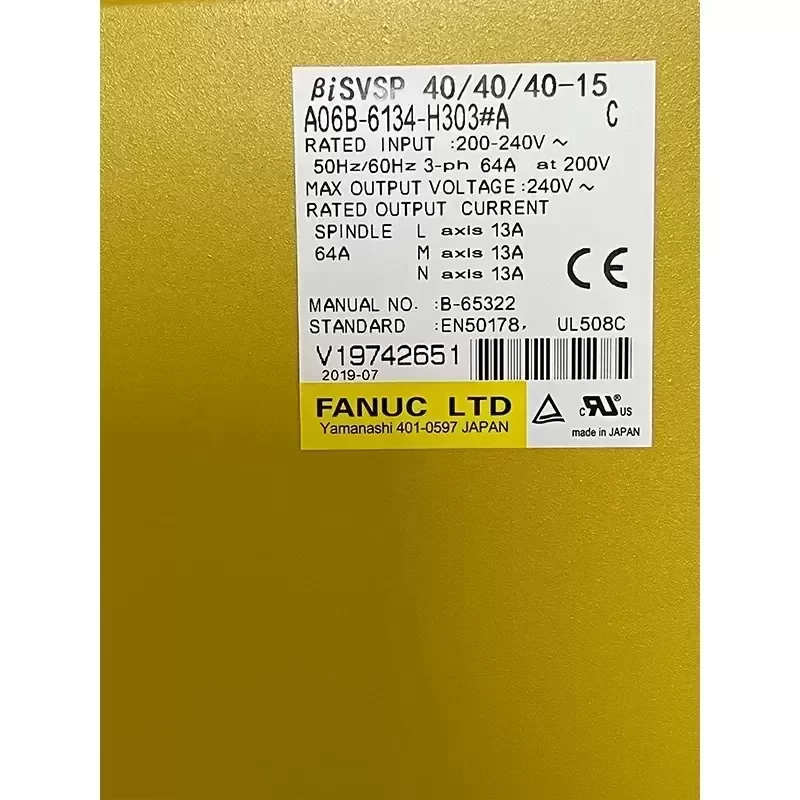 βiSVSP 40/40/40-15
A06B-6134-H303#A C
RATED INPUT :200-240V～
50Hz/60Hz 3-ph 64A at 200V
MAX OUTPUT VOLTAGE :240V～
RATED OUTPUT CURRENT
SPINDLE L axis 13A
64A M axis 13A
N axis 13A
CE
MANUAL NO. :B-65322
STANDARD :EN50178, UL508C
V19742651
2019-07
FANUC LTD
Yamanashi 401-0597 JAPAN
c RU US
made in JAPAN